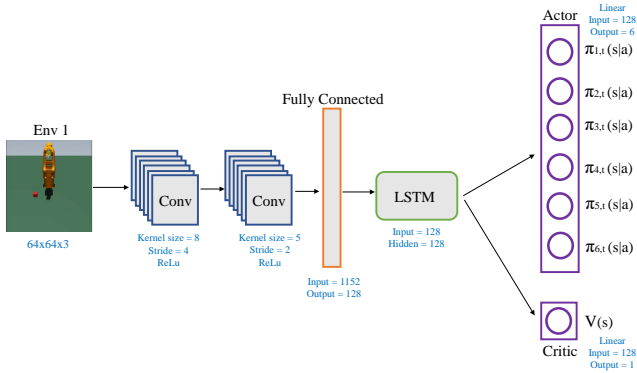 Env 1
64x64x3
Conv
Kernel size = 8
Stride = 4
ReLu
Conv
Kernel size = 5
Stride = 2
ReLu
Fully Connected
Input = 1152
Output = 128
LSTM
Input = 128
Hidden = 128
Actor
Linear
Input = 128
Output = 6
π1,t (s|a)
π2,t (s|a)
π3,t (s|a)
π4,t (s|a)
π5,t (s|a)
π6,t (s|a)
V(s)
Critic
Linear
Input = 128
Output = 1